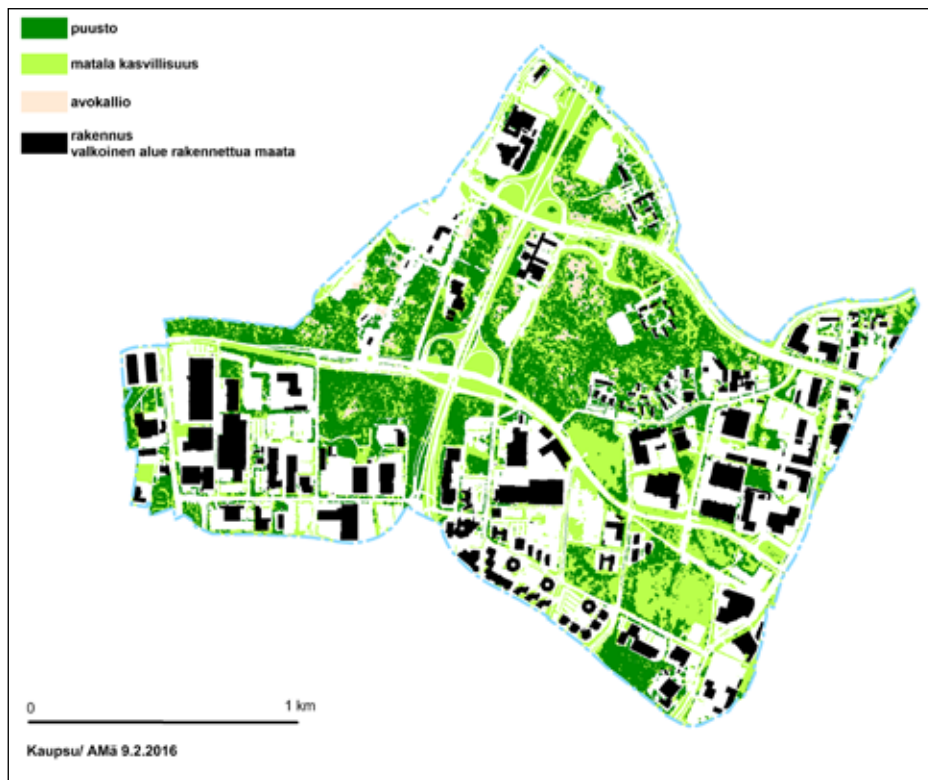 puusto
matala kasvillisuus
avokallio
rakennus
valkoinen alue rakennettua maata
0 1 km
Kaupsu/ AMä 9.2.2016